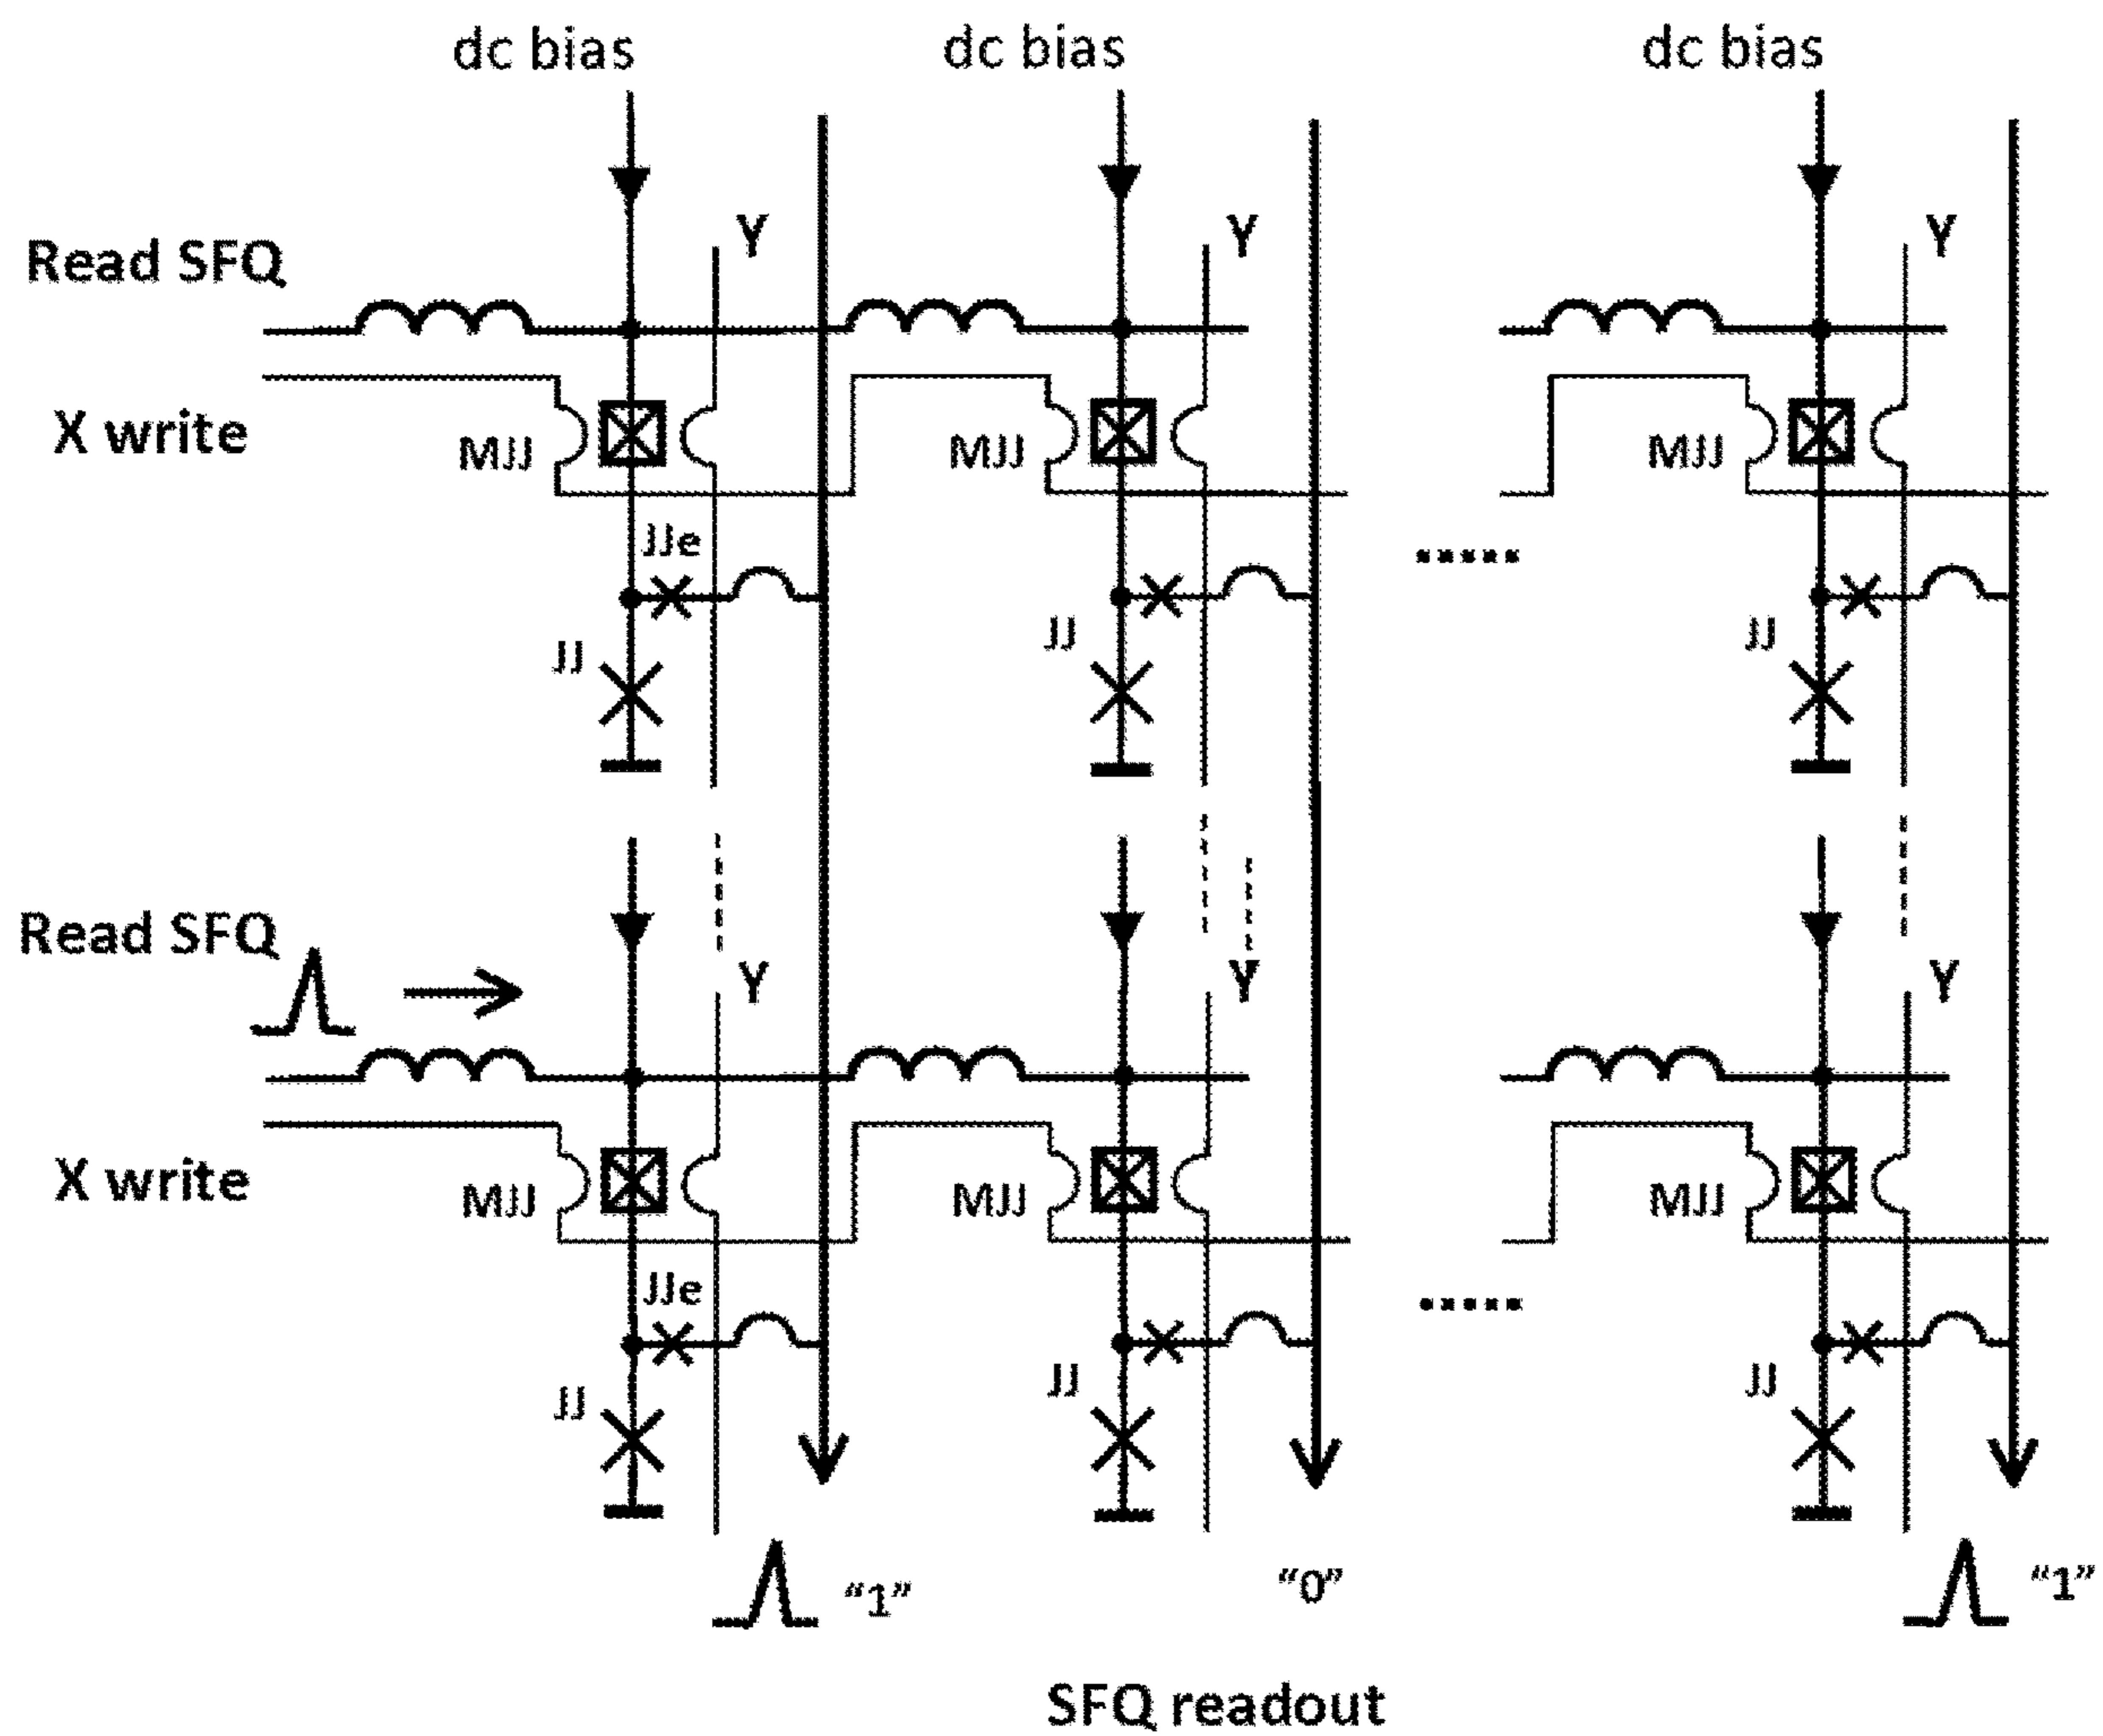 dc bias dc bias dc bias
Y Y Y
Read SFQ
X write MJJ MJJ MJJ
JJe
JJ JJ JJ
Read SFQ
Y Y Y
X write MJJ MJJ MJJ
JJe
JJ JJ JJ
“1” “0” “1”
SFQ readout